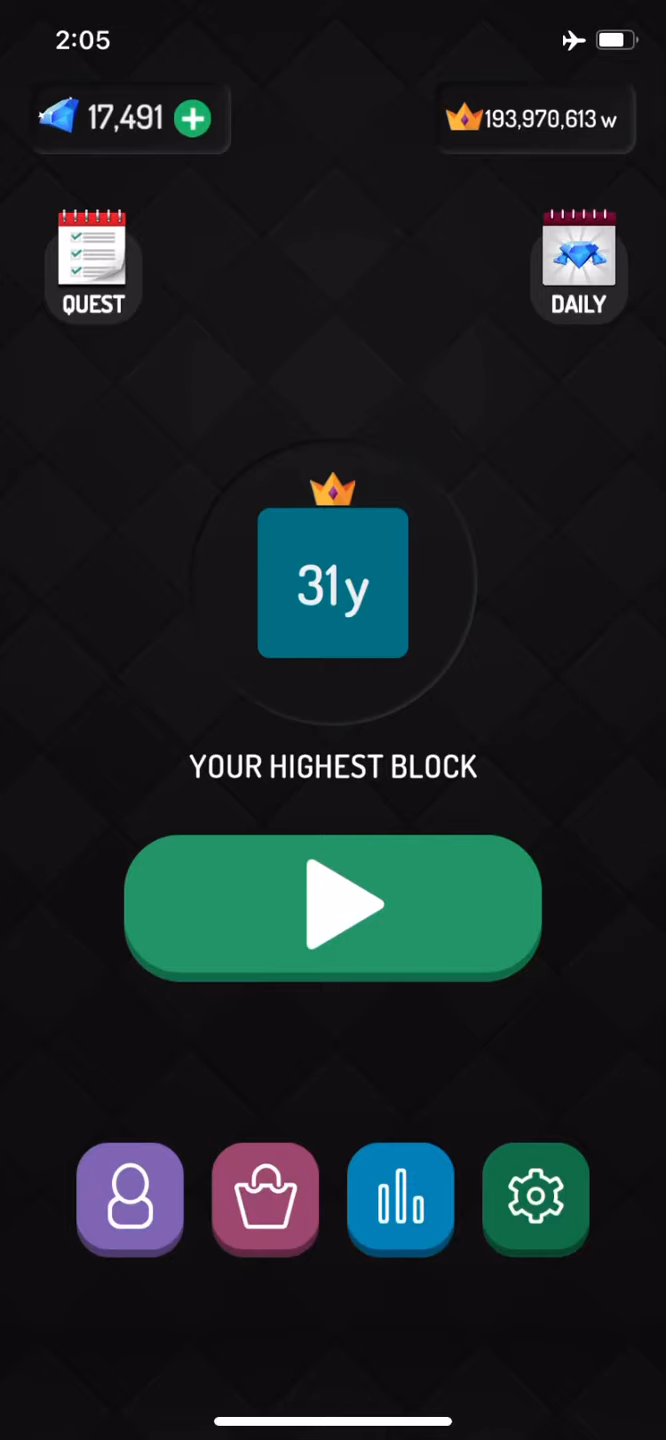 2:05
17,491
193,970,613 w
QUEST
DAILY
31y
YOUR HIGHEST BLOCK